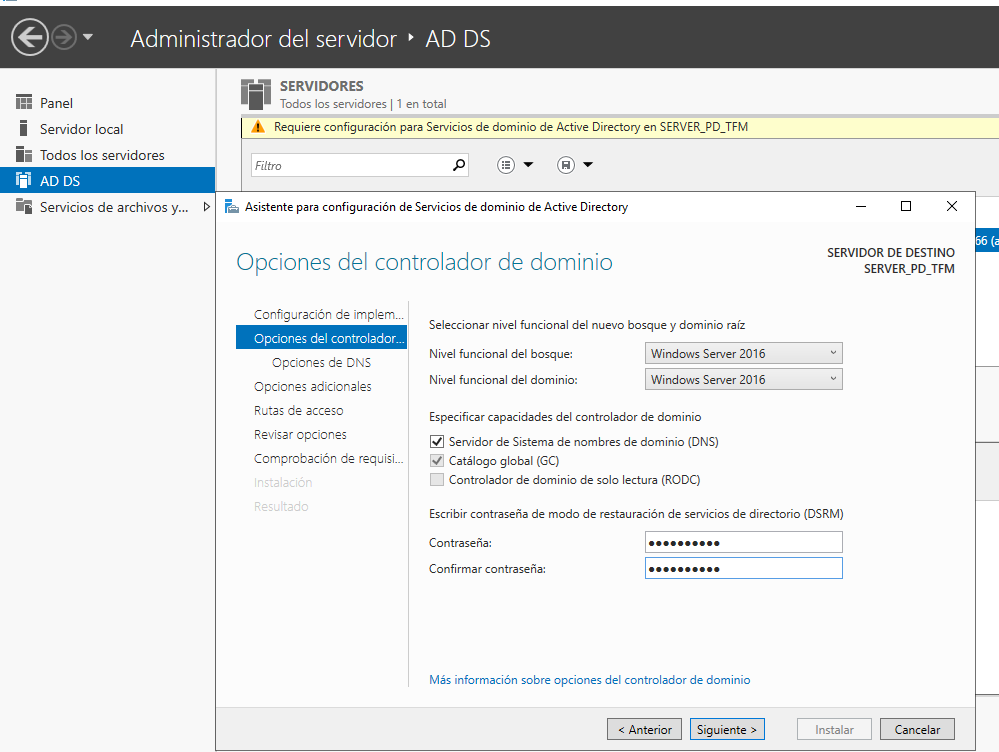 Administrador del servidor ‣ AD DS
Panel
Servidor local
Todos los servidores
AD DS
Servicios de archivos y...
SERVIDORES
Todos los servidores | 1 en total
Requiere configuración para Servicios de dominio de Active Directory en SERVER_PD_TFM
Filtro
66 (a
Asistente para configuración de Servicios de dominio de Active Directory
Opciones del controlador de dominio
SERVIDOR DE DESTINO
SERVER_PD_TFM
Configuración de implem...
Opciones del controlador...
Opciones de DNS
Opciones adicionales
Rutas de acceso
Revisar opciones
Comprobación de requisi...
Instalación
Resultado
Seleccionar nivel funcional del nuevo bosque y dominio raíz
Nivel funcional del bosque: Windows Server 2016
Nivel funcional del dominio: Windows Server 2016
Especificar capacidades del controlador de dominio
Servidor de Sistema de nombres de dominio (DNS)
Catálogo global (GC)
Controlador de dominio de solo lectura (RODC)
Escribir contraseña de modo de restauración de servicios de directorio (DSRM)
Contraseña: ●●●●●●●●●●
Confirmar contraseña: ●●●●●●●●●●
Más información sobre opciones del controlador de dominio
< Anterior Siguiente > Instalar Cancelar